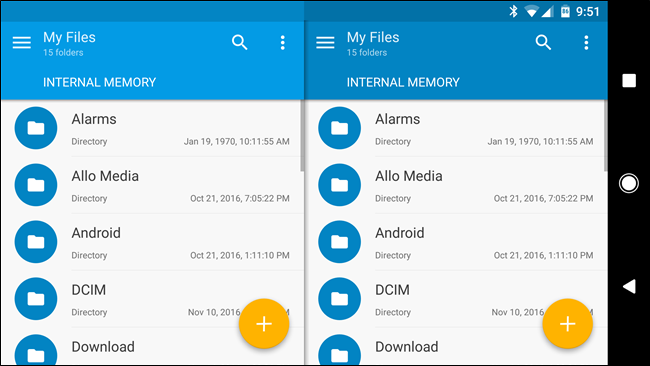 9:51
My Files
15 folders
INTERNAL MEMORY
Alarms
Directory Jan 19, 1970, 10:11:55 AM
Allo Media
Directory Oct 21, 2016, 7:05:22 PM
Android
Directory Oct 21, 2016, 1:11:10 PM
DCIM
Directory Nov 10, 2016 PM
Download
My Files
15 folders
INTERNAL MEMORY
Alarms
Directory Jan 19, 1970, 10:11:55 AM
Allo Media
Directory Oct 21, 2016, 7:05:22 PM
Android
Directory Oct 21, 2016, 1:11:10 PM
DCIM
Directory Nov 10, 2016 PM
Download